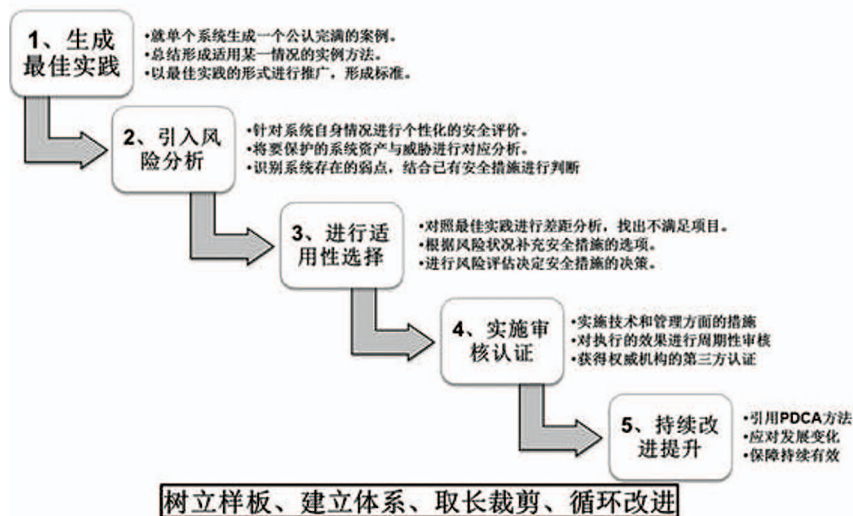 1、生成
最佳实践
•就单个系统生成一个公认完满的案例。
•总结形成适用某一情况的实例方法。
•以最佳实践的形式进行推广，形成标准。
2、引入风
险分析
•针对系统自身情况进行个性化的安全评价。
•将要保护的系统资产与威胁进行对应分析。
•识别系统存在的弱点，结合已有安全措施进行判断
3、进行适
用性选择
•对照最佳实践进行差距分析，找出不满足项目。
•根据风险状况补充安全措施的选项。
•进行风险评估决定安全措施的决策。
4、实施审
核认证
•实施技术和管理方面的措施
•对执行的效果进行周期性审核
•获得权威机构的第三方认证
5、持续改
进提升
•引用PDCA方法
•应对发展变化
•保障持续有效
树立样板、建立体系、取长裁剪、循环改进